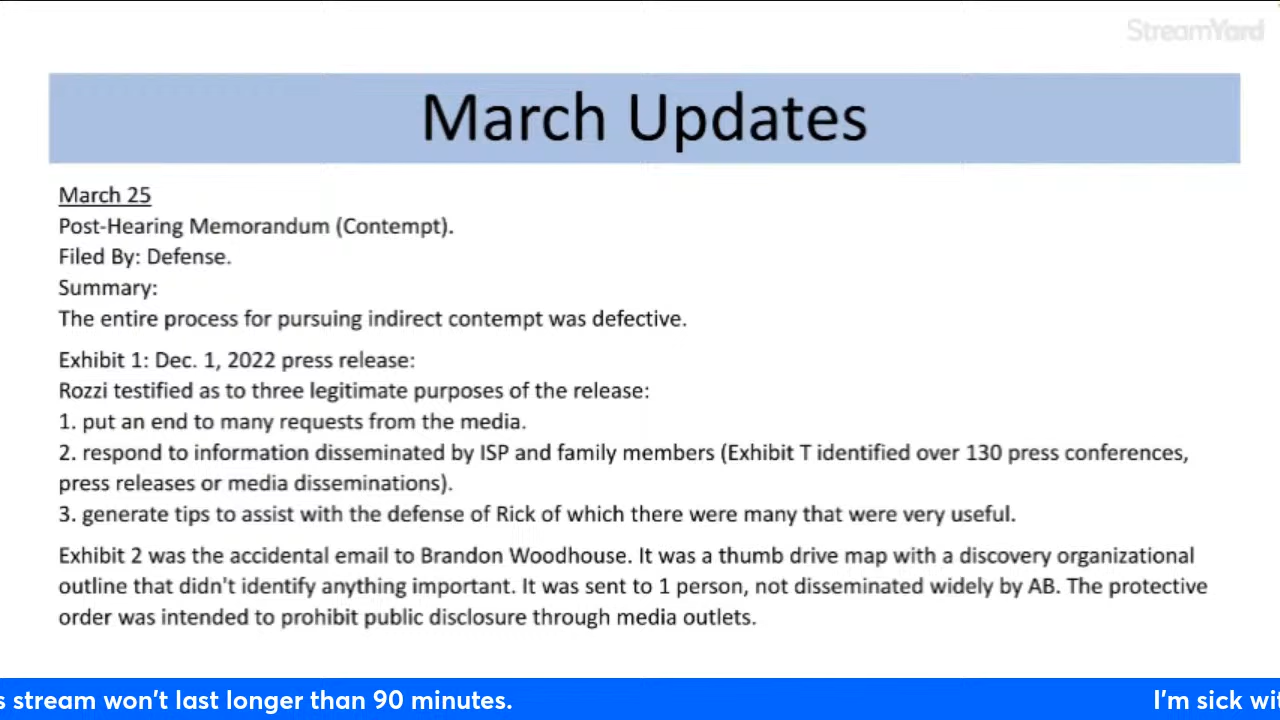 StreamYard
March Updates
March 25
Post-Hearing Memorandum (Contempt).
Filed By: Defense.
Summary:
The entire process for pursuing indirect contempt was defective.
Exhibit 1: Dec. 1, 2022 press release:
Rozzi testified as to three legitimate purposes of the release:
1. put an end to many requests from the media.
2. respond to information disseminated by ISP and family members (Exhibit T identified over 130 press conferences,
press releases or media disseminations).
3. generate tips to assist with the defense of Rick of which there were many that were very useful.
Exhibit 2 was the accidental email to Brandon Woodhouse. It was a thumb drive map with a discovery organizational
outline that didn't identify anything important. It was sent to 1 person, not disseminated widely by AB. The protective
order was intended to prohibit public disclosure through media outlets.
s stream won't last longer than 90 minutes. I'm sick wi